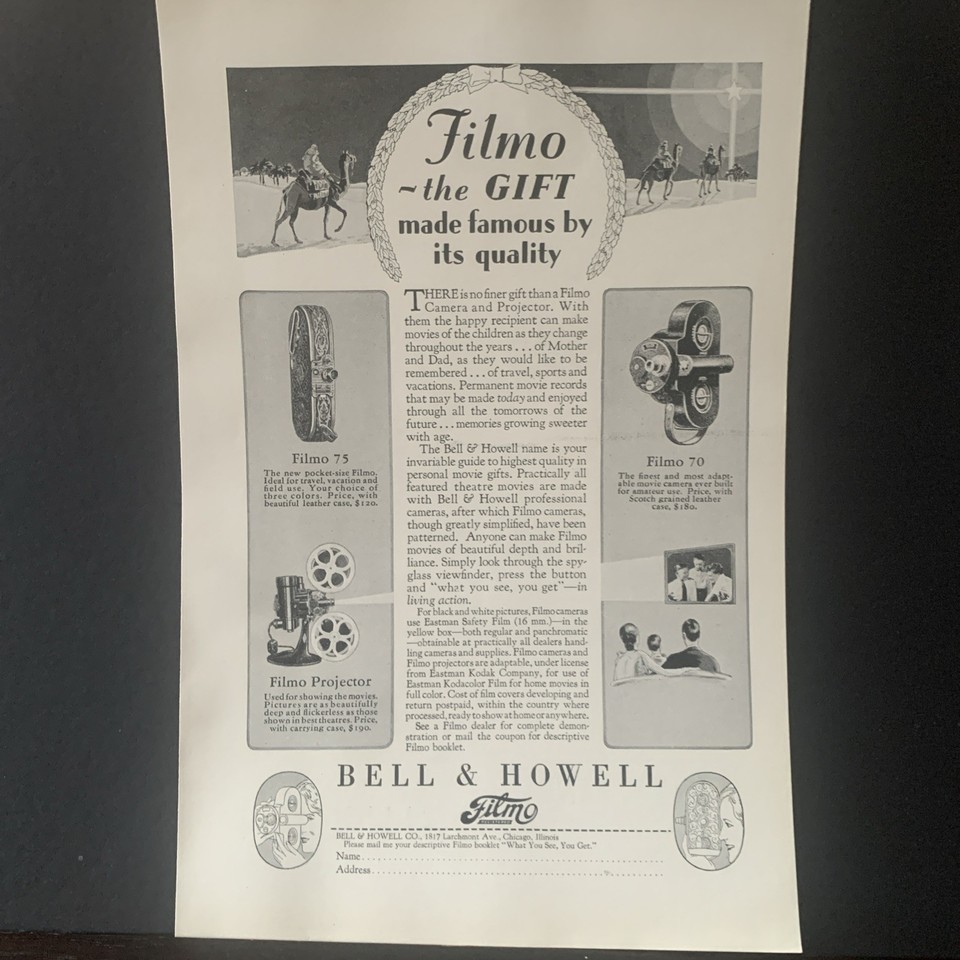 Filmo
~the GIFT
made famous by
its quality
THERE is no finer gift than a Filmo
Camera and Projector. With
them the happy recipient can make
movies of the children as they change
throughout the years . . . of Mother
and Dad, as they would like to be
remembered . . . of travel, sports and
vacations. Permanent movie records
that may be made today and enjoyed
through all the tomorrows of the
future . . . memories growing sweeter
with age.
The Bell & Howell name is your
invariable guide to highest quality in
personal movie gifts. Practically all
featured theatre movies are made
with Bell & Howell professional
cameras, after which Filmo cameras,
though greatly simplified, have been
patterned. Anyone can make Filmo
movies of beautiful depth and bril-
liance. Simply look through the spy-
glass viewfinder, press the button
and "what you see, you get"—in
living action.
For black and white pictures, Filmo cameras
use Eastman Safety Film (16 mm.)—in the
yellow box—both regular and panchromatic
—obtainable at practically all dealers hand-
ling cameras and supplies. Filmo cameras and
Filmo projectors are adaptable, under license
from Eastman Kodak Company, for use of
Eastman Kodacolor Film for home movies in
full color. Cost of film covers developing and
return postpaid, within the country where
processed, ready to show at home or anywhere.
See a Filmo dealer for complete demon-
stration or mail the coupon for descriptive
Filmo booklet.
Filmo 75
The new pocket-size Filmo.
Ideal for travel, vacation and
field use. Your choice of
three colors. Price, with
beautiful leather case, $120.
Filmo Projector
Used for showing the movies.
Pictures are as beautifully
deep and flickerless as those
shown in best theatres. Price,
with carrying case, $190.
Filmo 70
The finest and most adapt-
able movie camera ever built
for amateur use. Price, with
Scotch grained leather
case, $180.
BELL & HOWELL
Filmo
REGISTERED
BELL & HOWELL CO., 1817 Larchmont Ave., Chicago, Illinois
Please mail me your descriptive Filmo booklet "What You See, You Get."
Name
Address